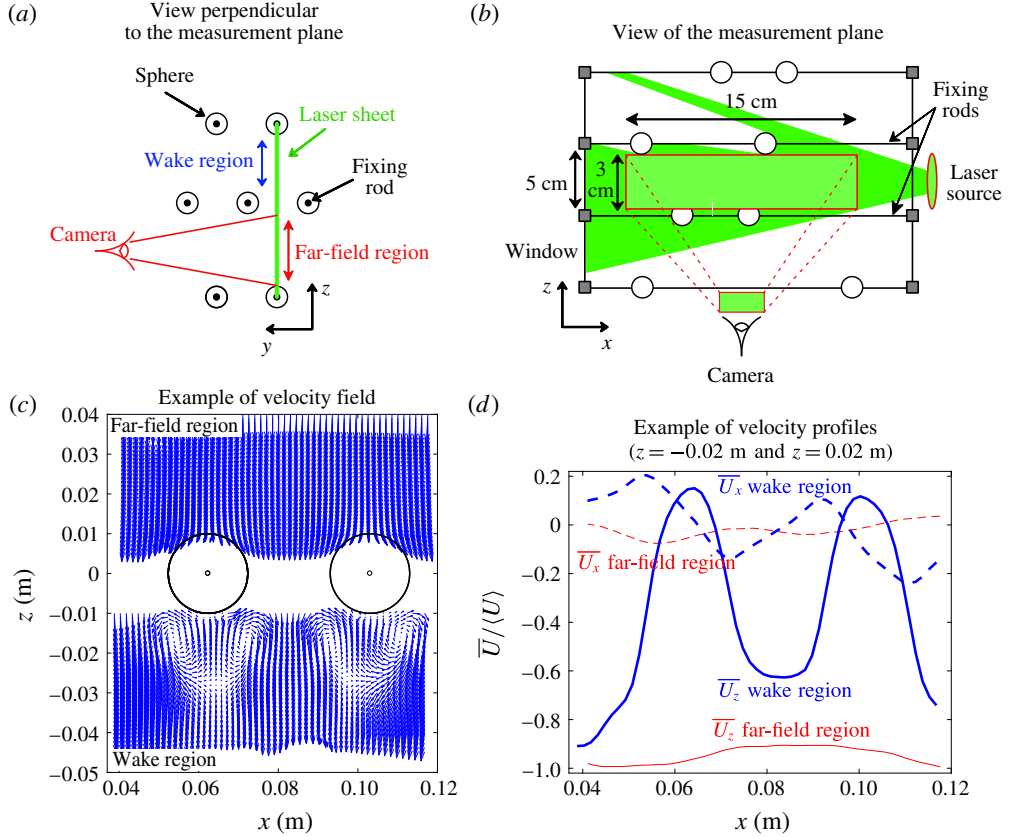 (a)
View perpendicular
to the measurement plane
Sphere
Laser sheet
Wake region
Fixing
rod
Camera
Far-field region
z
y
(b)
View of the measurement plane
15 cm
Fixing
rods
5 cm
3
cm
Laser
source
Window
z
x
Camera
(c)
Example of velocity field
Far-field region
Wake region
0.04
0.03
0.02
0.01
0
−0.01
−0.02
−0.03
−0.04
−0.05
z (m)
0.04
0.06
0.08
0.10
0.12
x (m)
(d)
Example of velocity profiles
(z = −0.02 m and z = 0.02 m)
0.2
0
−0.2
−0.4
−0.6
−0.8
−1.0
U̅/⟨U⟩
U̅x wake region
U̅x far-field region
U̅z wake region
U̅z far-field region
0.04
0.06
0.08
0.10
0.12
x (m)